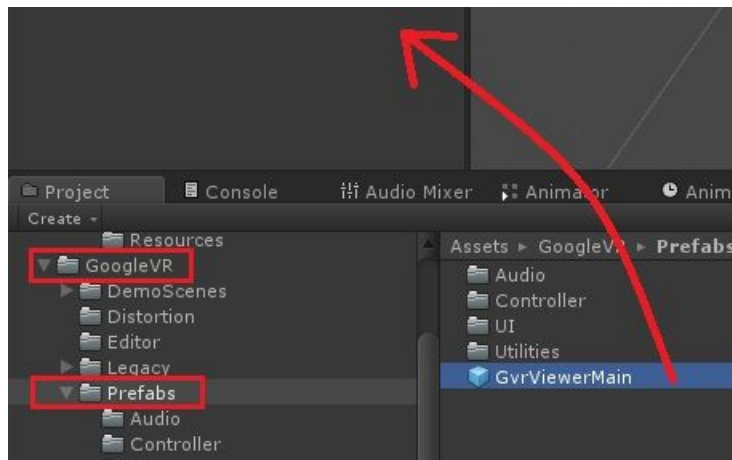 Project Console Audio Mixer Animator Anim
Create
Resources
GoogleVR
DemoScenes
Distortion
Editor
Legacy
Prefabs
Audio
Controller
Assets ▸ GoogleVR ▸ Prefabs
Audio
Controller
UI
Utilities
GvrViewerMain